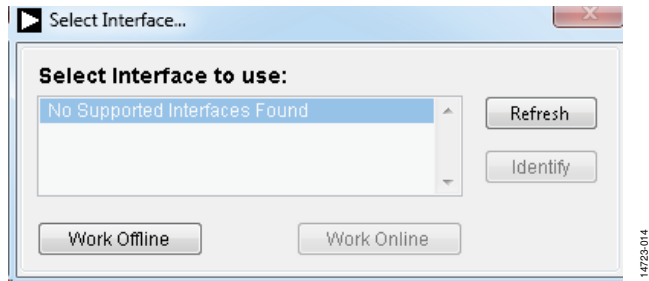 Select Interface...
Select Interface to use:
No Supported Interfaces Found
Refresh
Identify
Work Offline
Work Online
14723-014